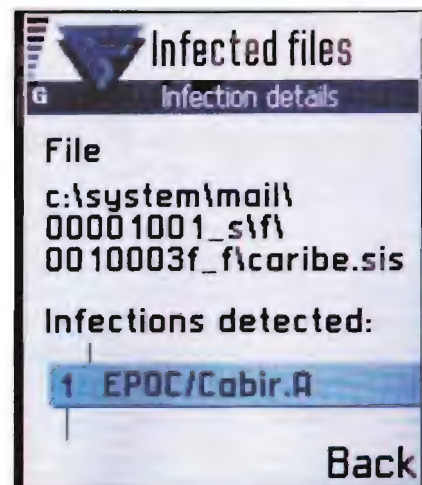 Infected files
G
Infection details
File
c:\system\mail\
00001001_s\f\
0010003f_f\caribe.sis
Infections detected:
1 EPOC/Cabir.A
Back